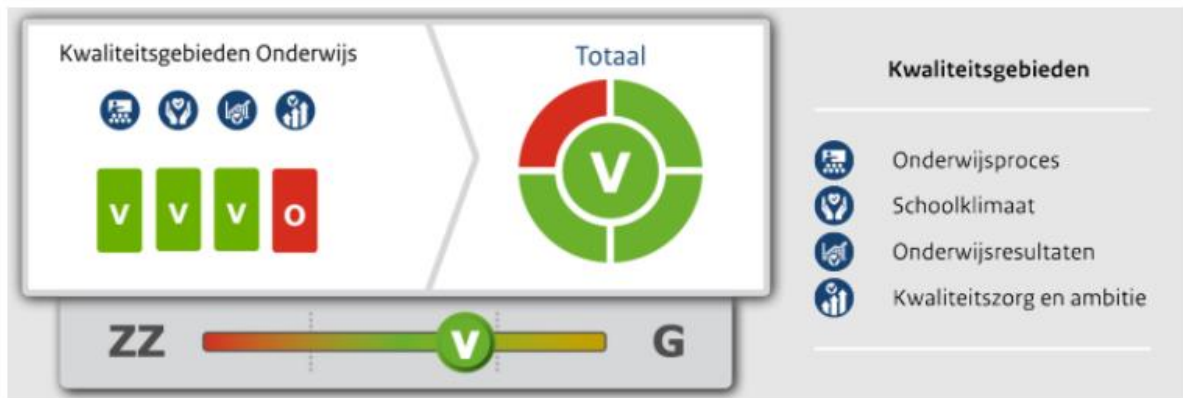 Kwaliteitsgebieden Onderwijs
V V V O
Totaal
V
ZZ V G
Kwaliteitsgebieden
Onderwijsproces
Schoolklimaat
Onderwijsresultaten
Kwaliteitszorg en ambitie